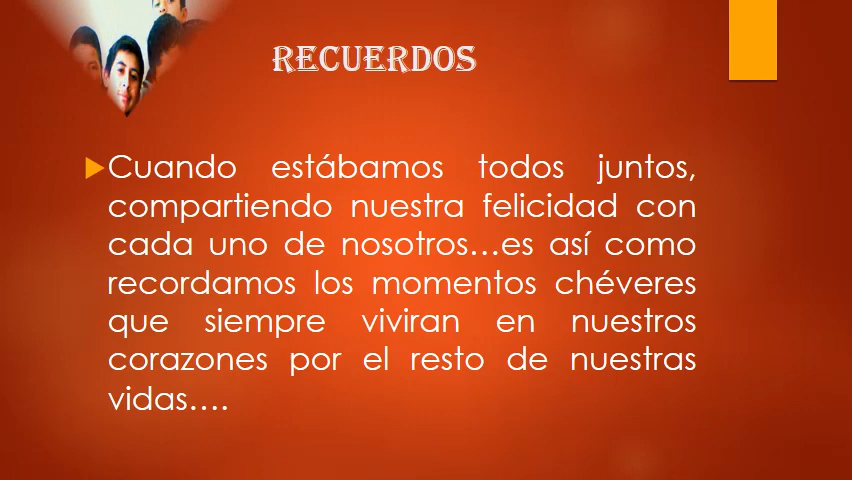 RECUERDOS
Cuando estábamos todos juntos,
compartiendo nuestra felicidad con
cada uno de nosotros...es así como
recordamos los momentos chéveres
que siempre viviran en nuestros
corazones por el resto de nuestras
vidas....